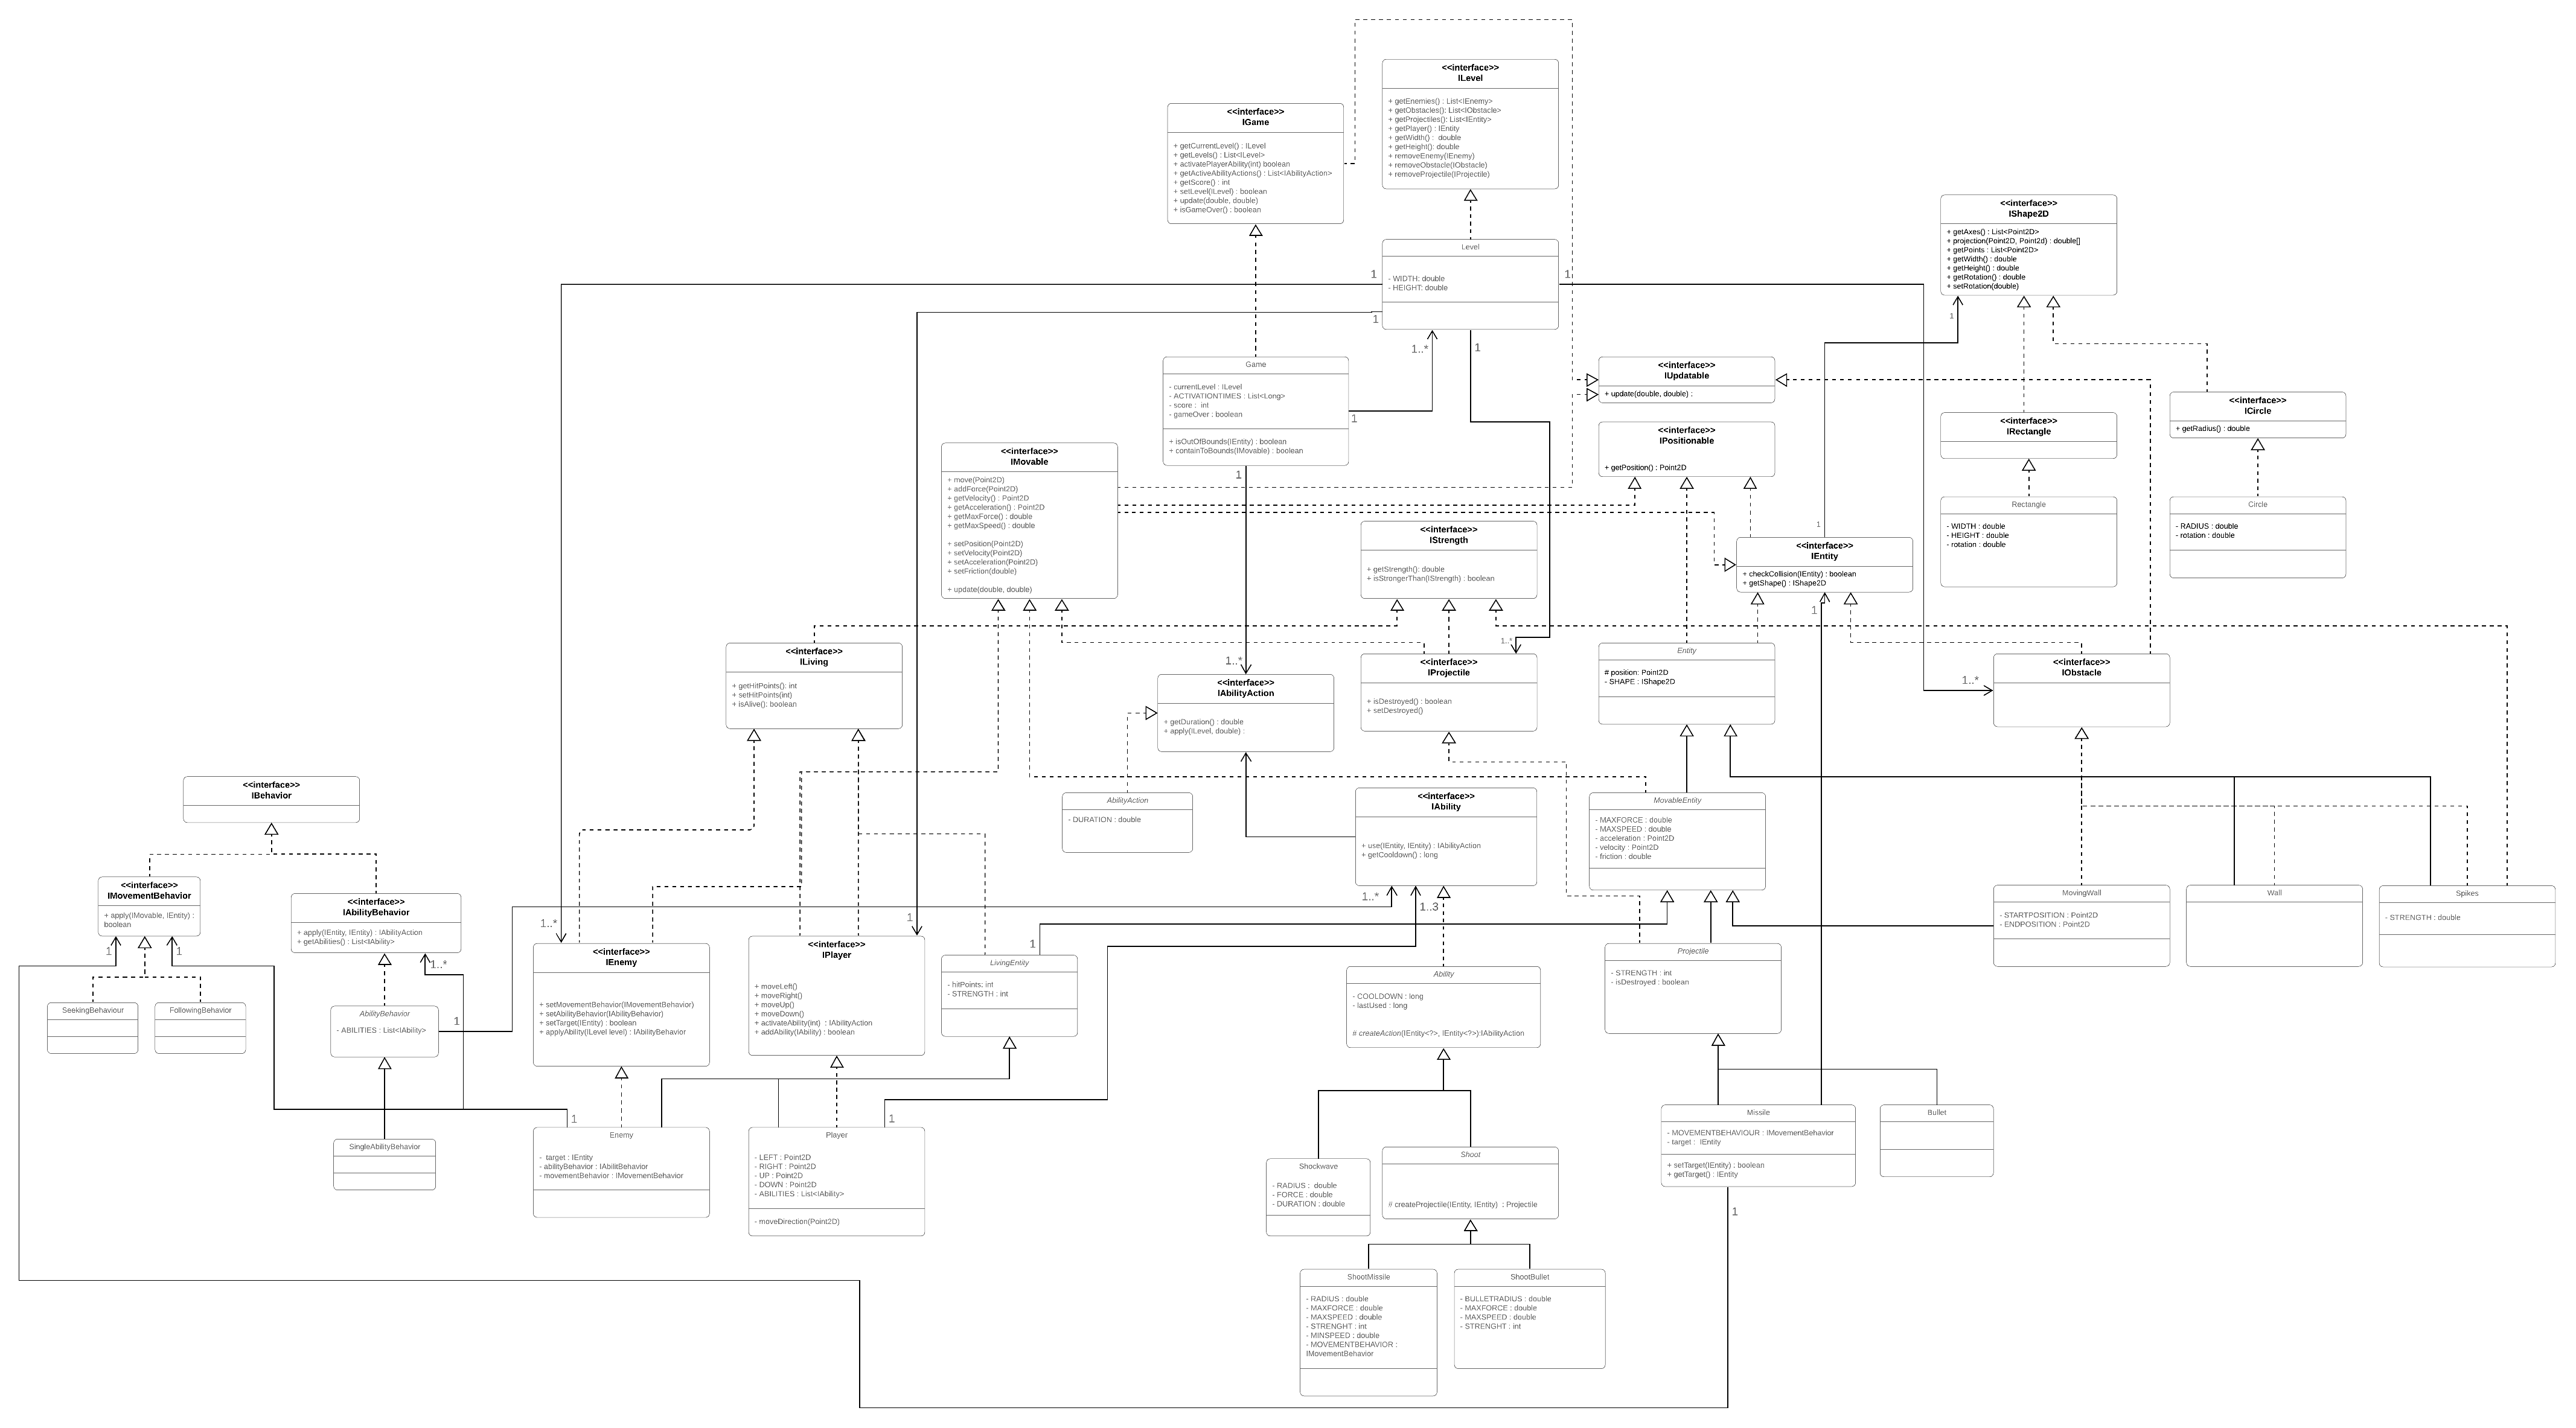 <<interface>>
ILevel
+ getEnemies() : List<IEnemy>
+ getObstacles(): List<IObstacle>
+ getProjectiles(): List<IEntity>
+ getPlayer() : IEntity
+ getWidth() : double
+ getHeight(): double
+ removeEnemy(IEnemy)
+ removeObstacle(IObstacle)
+ removeProjectile(IProjectile)
<<interface>>
IGame
+ getCurrentLevel() : ILevel
+ getLevels() : List<ILevel>
+ activatePlayerAbility(int) boolean
+ getActiveAbilityActions() : List<IAbilityAction>
+ getScore() : int
+ setLevel(ILevel) : boolean
+ update(double, double)
+ isGameOver() ; boolean
<<interface>>
IShape2D
+ getAxes() : List<Point2D>
+ projection(Point2D, Point2d) : double[]
+ getPoints : List<Point2D>
+ getWidth() : double
+ getHeight() : double
+ getRotation() : double
+ setRotation(double)
Level
- WIDTH: double
- HEIGHT: double
1
1
1
1
1
1..*
Game
- currentLevel : ILevel
- ACTIVATIONTIMES : List<Long>
- score : int
- gameOver ; boolean
+ isOutOfBounds(IEntity) : boolean
+ containToBounds(IMovable) : boolean
1
1
<<interface>>
IUpdatable
+ update(double, double) :
<<interface>>
IPositionable
+ getPosition() : Point2D
<<interface>>
IRectangle
<<interface>>
ICircle
+ getRadius() : double
Rectangle
- WIDTH : double
- HEIGHT : double
- rotation : double
Circle
- RADIUS : double
- rotation : double
<<interface>>
IMovable
+ move(Point2D)
+ addForce(Point2D)
+ getVelocity() : Point2D
+ getAcceleration() : Point2D
+ getMaxForce() : double
+ getMaxSpeed() : double
+ setPosition(Point2D)
+ setVelocity(Point2D)
+ setAcceleration(Point2D)
+ setFriction(double)
+ update(double, double)
<<interface>>
IStrength
+ getStrength(): double
+ isStrongerThan(IStrength) : boolean
1
<<interface>>
IEntity
+ checkCollision(IEntity) : boolean
+ getShape() : IShape2D
1
<<interface>>
ILiving
+ getHitPoints(): int
+ setHitPoints(int)
+ isAlive(): boolean
1..*
<<interface>>
IAbilityAction
+ getDuration() : double
+ apply(ILevel, double) :
1..*
<<interface>>
IProjectile
+ isDestroyed() : boolean
+ setDestroyed()
Entity
# position: Point2D
- SHAPE : IShape2D
1..*
<<interface>>
IObstacle
<<interface>>
IBehavior
AbilityAction
- DURATION : double
<<interface>>
IAbility
+ use(IEntity, IEntity) : IAbilityAction
+ getCooldown() ; long
1..*
1..3
MovableEntity
- MAXFORCE : double
- MAXSPEED : double
- acceleration : Point2D
- velocity : Point2D
- friction : double
<<interface>>
IMovementBehavior
+ apply(IMovable, IEntity) :
boolean
1
1
<<interface>>
IAbilityBehavior
+ apply(IEntity, IEntity) : IAbilityAction
+ getAbilities() : List<IAbility>
1..*
1..*
<<interface>>
IEnemy
+ setMovementBehavior(IMovementBehavior)
+ setAbilityBehavior(IAbilityBehavior)
+ setTarget(IEntity) : boolean
+ applyAbility(ILevel level) : IAbilityBehavior
1
<<interface>>
IPlayer
+ moveLeft()
+ moveRight()
+ moveUp()
+ moveDown()
+ activateAbility(int) : IAbilityAction
+ addAbility(IAbility) : boolean
1
LivingEntity
- hitPoints; int
- STRENGTH : int
MovingWall
- STARTPOSITION : Point2D
- ENDPOSITION : Point2D
Wall
Spikes
- STRENGTH : double
Projectile
- STRENGTH : int
- isDestroyed : boolean
Ability
- COOLDOWN : long
- lastUsed : long
# createAction(IEntity<?>, IEntity<?>):IAbilityAction
SeekingBehaviour
FollowingBehavior
AbilityBehavior
- ABILITIES : List<IAbility>
1
SingleAbilityBehavior
1
Enemy
- target : IEntity
- abilityBehavior : IAbilitBehavior
- movementBehavior : IMovementBehavior
1
Player
- LEFT : Point2D
- RIGHT : Point2D
- UP : Point2D
- DOWN : Point2D
- ABILITIES : List<IAbility>
- moveDirection(Point2D)
Missile
- MOVEMENTBEHAVIOUR : IMovementBehavior
- target : IEntity
+ setTarget(IEntity) ; boolean
+ getTarget() : IEntity
1
Bullet
Shockwave
- RADIUS : double
- FORCE : double
- DURATION : double
Shoot
# createProjectile(IEntity, IEntity) : Projectile
ShootMissile
- RADIUS : double
- MAXFORCE : double
- MAXSPEED : double
- STRENGHT : int
- MINSPEED : double
- MOVEMENTBEHAVIOR :
IMovementBehavior
ShootBullet
- BULLETRADIUS : double
- MAXFORCE : double
- MAXSPEED : double
- STRENGHT : int